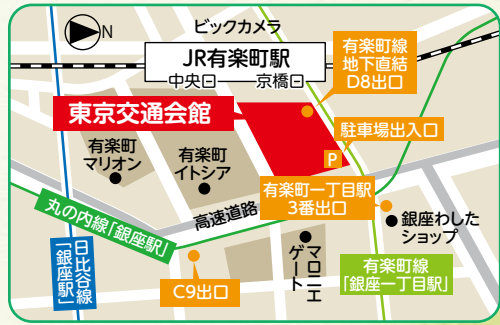 N
ビックカメラ
JR有楽町駅
中央口
京橋口
有楽町線
地下直結
D8出口
東京交通会館
駐車場出入口
P
有楽町
マリオン
有楽町
イトシア
有楽町一丁目駅
3番出口
高速道路
丸の内線「銀座駅」
銀座わした
ショップ
日比谷線
「銀座駅」
C9出口
マロニエ
ゲート
有楽町線
「銀座一丁目駅」